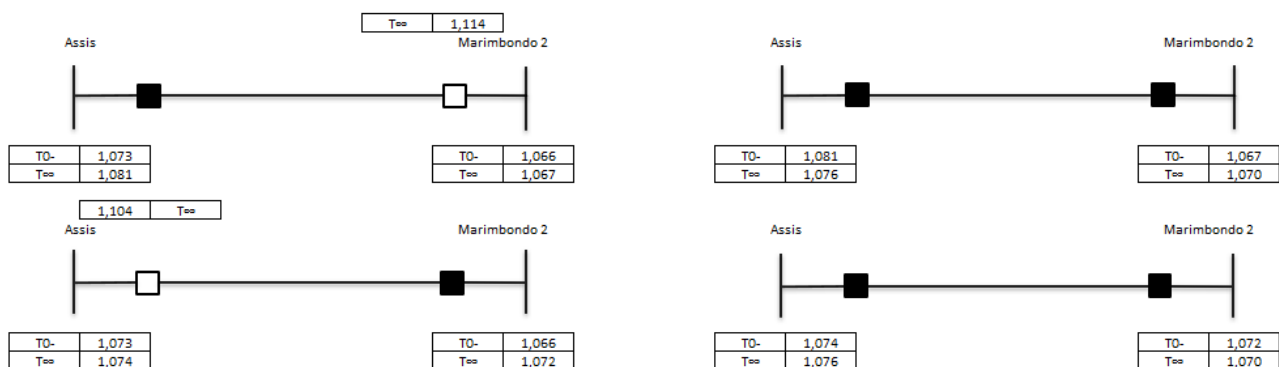 T∞ 1,114
Assis Marimbondo 2 Assis Marimbondo 2
T0- 1,073 T0- 1,066 T0- 1,081 T0- 1,067
T∞ 1,081 T∞ 1,067 T∞ 1,076 T∞ 1,070
1,104 T∞
Assis Marimbondo 2 Assis Marimbondo 2
T0- 1,073 T0- 1,066 T0- 1,074 T0- 1,072
T∞ 1,074 T∞ 1,072 T∞ 1,076 T∞ 1,070